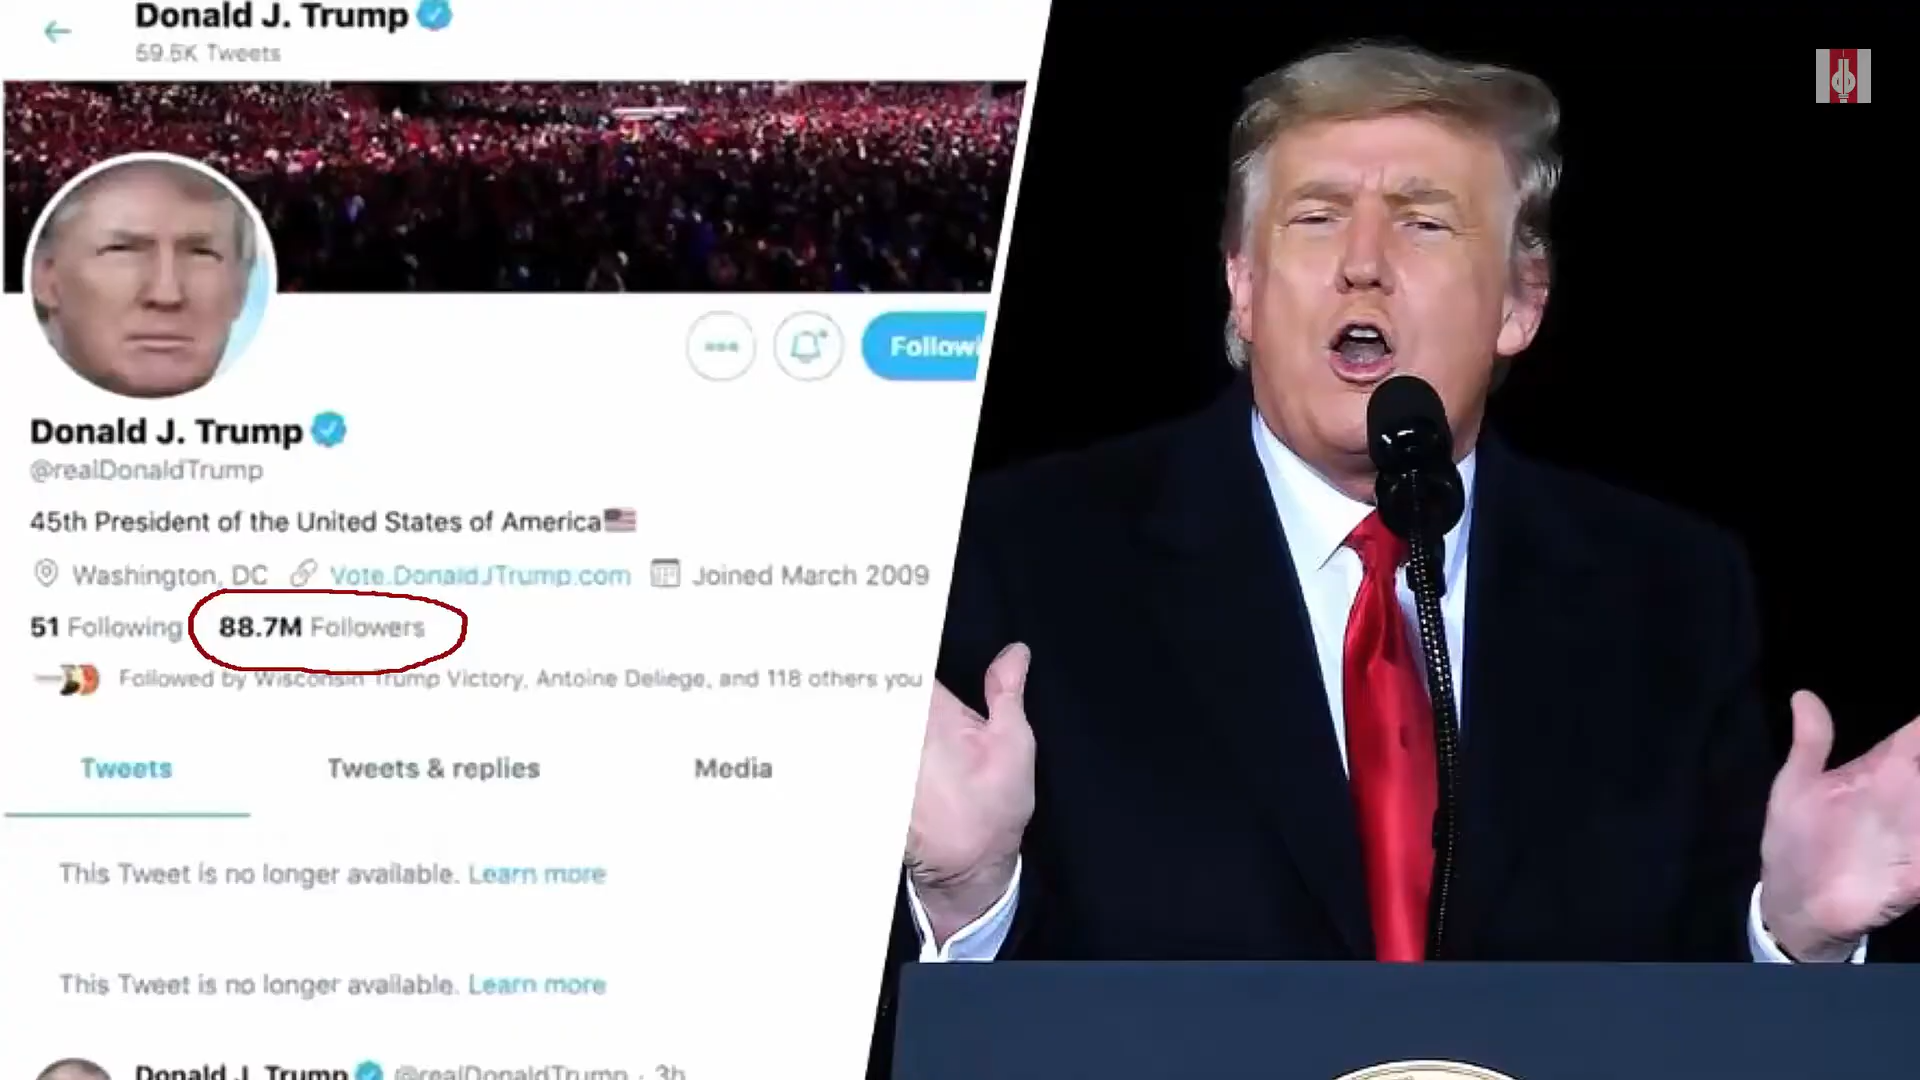 Donald J. Trump
59.5K Tweets
Followi
Donald J. Trump
@realDonaldTrump
45th President of the United States of America
Washington, DC Vote.DonaldJTrump.com Joined March 2009
51 Following 88.7M Followers
Followed by Wisconsin Trump Victory, Antoine Deliege, and 118 others you
Tweets Tweets & replies Media
This Tweet is no longer available. Learn more
This Tweet is no longer available. Learn more
Donald J. Trump @realDonaldTrump · 3h